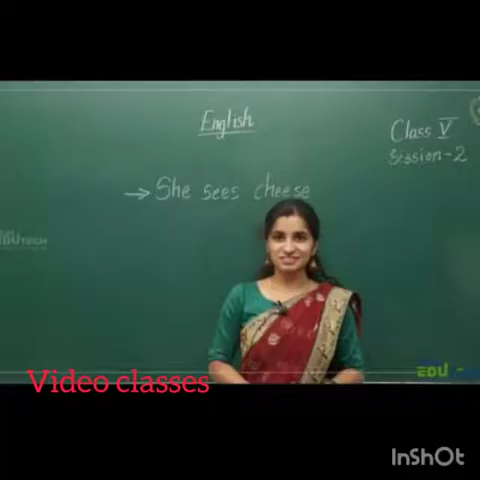 English
Class V
Session-2
→ She sees cheese
Video classes
EDU
InShOt